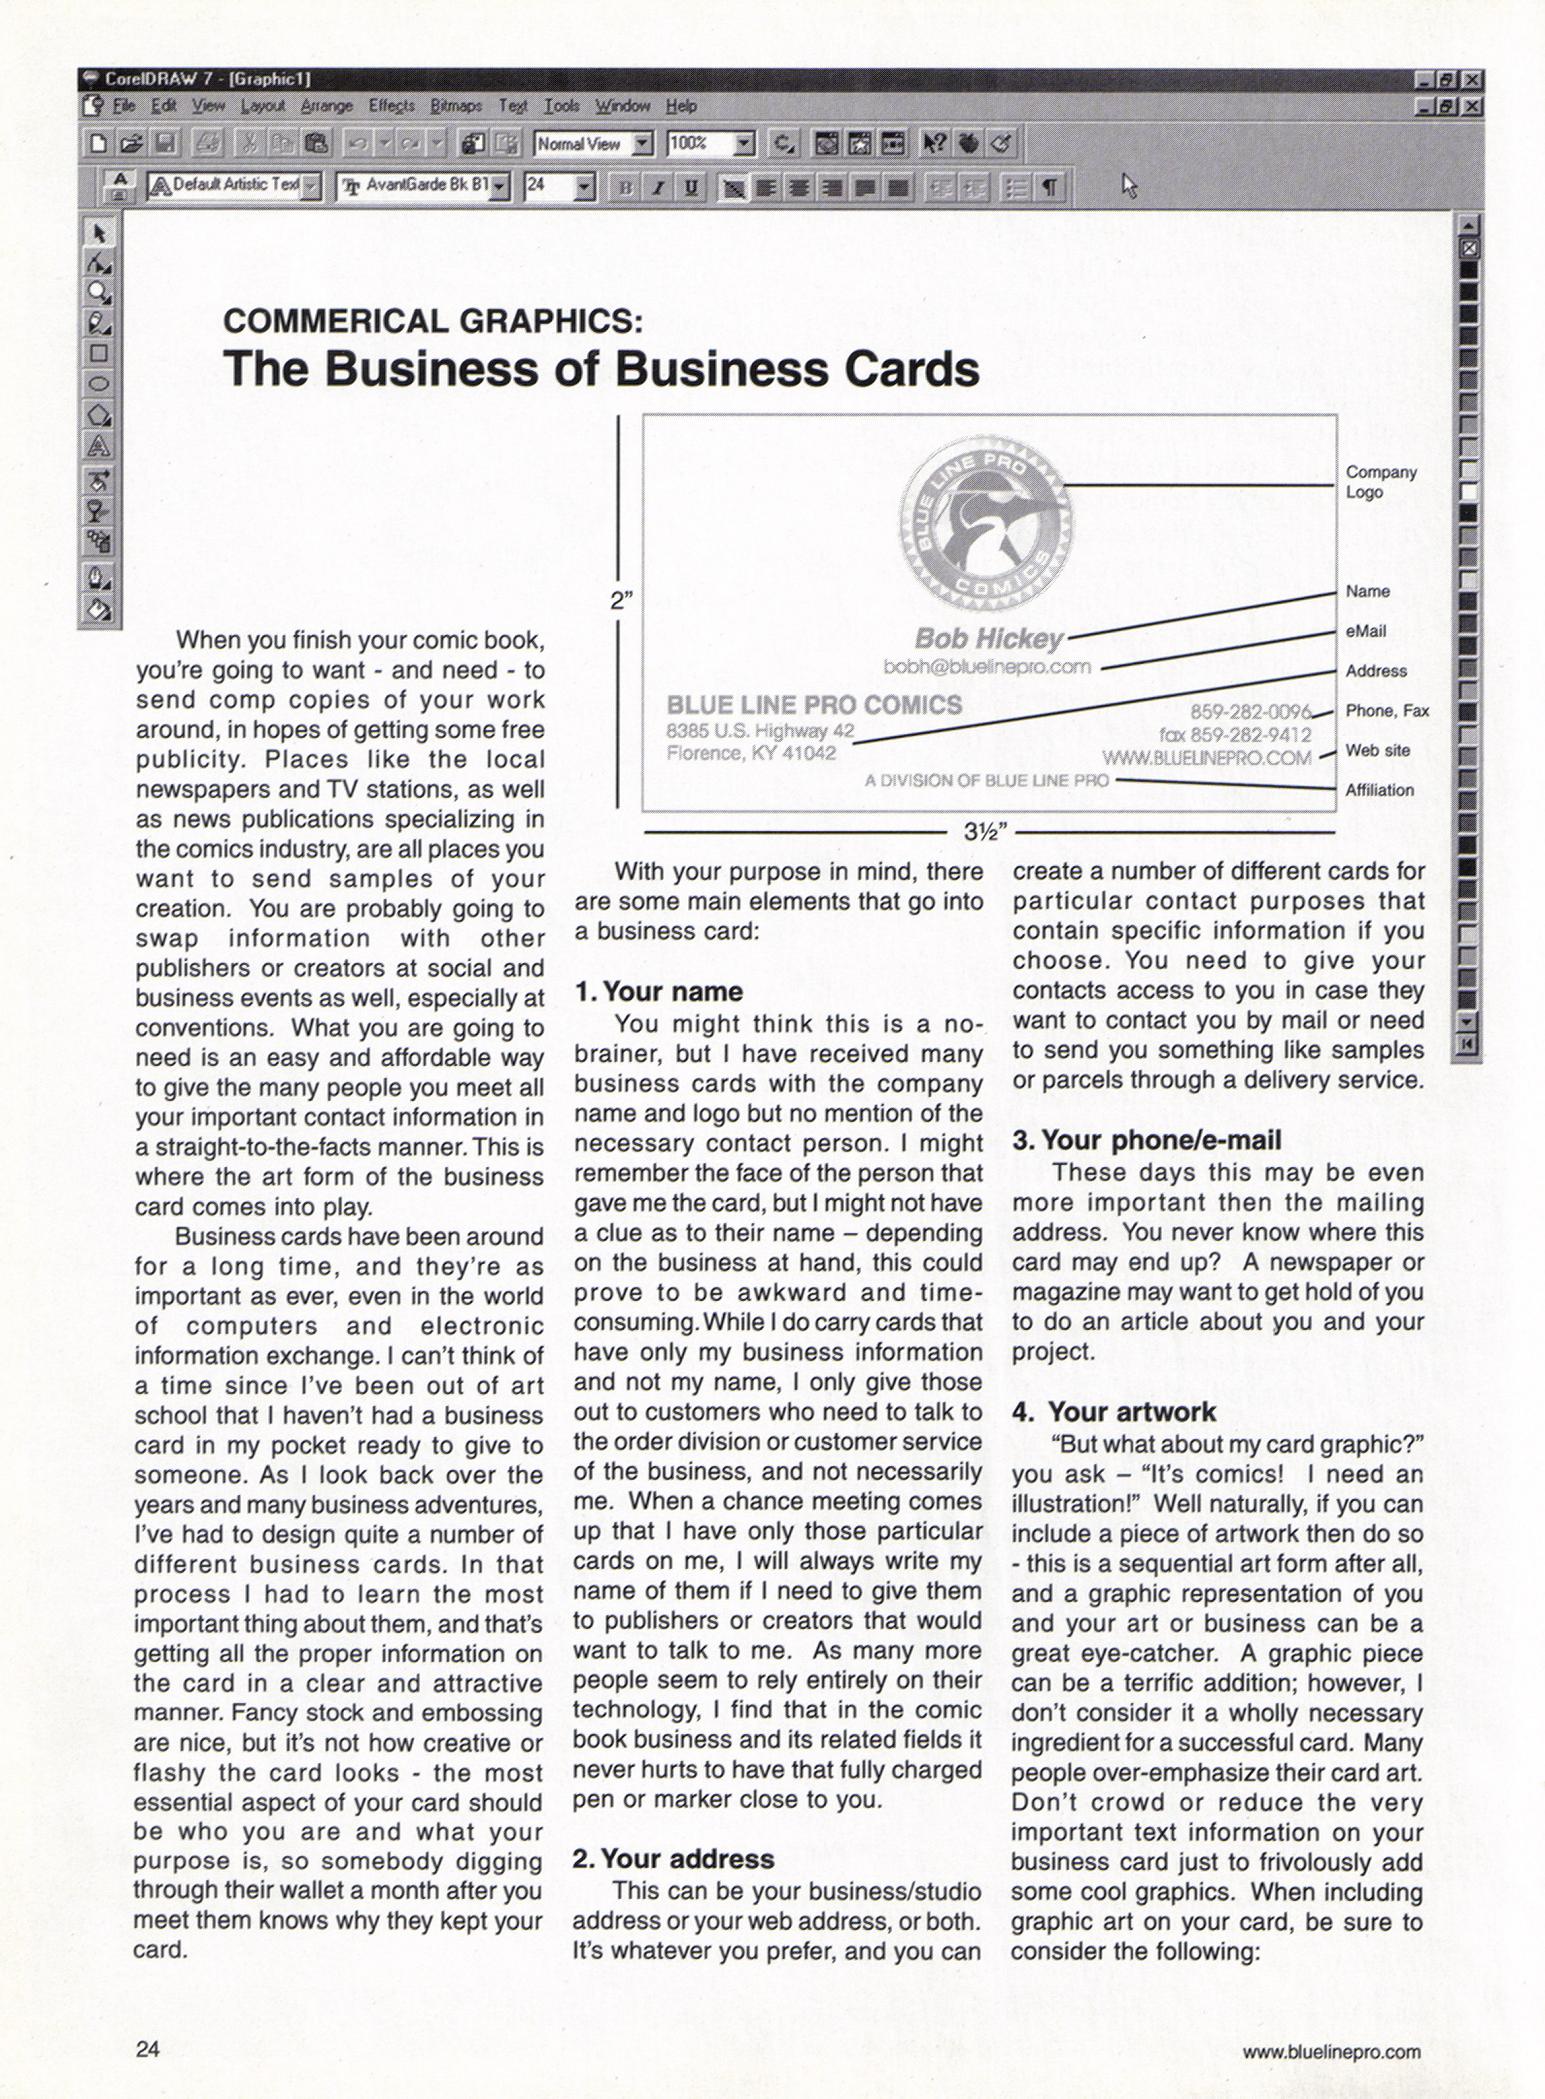 CorelDRAW 7 - [Graphic1]
File Edit View Layout Arrange Effects Bitmaps Text Tools Window Help
Normal View 100%
Default Artistic Text AvantGarde Bk BT 24 B I U
COMMERICAL GRAPHICS:
The Business of Business Cards
2”
BLUE LINE PRO
COMICS
Bob Hickey
bobh@bluelinepro.com
BLUE LINE PRO COMICS
8385 U.S. Highway 42
Florence, KY 41042
859-282-0096
fax 859-282-9412
WWW.BLUELINEPRO.COM
A DIVISION OF BLUE LINE PRO
Company
Logo
Name
eMail
Address
Phone, Fax
Web site
Affiliation
3½”
When you finish your comic book,
you're going to want - and need - to
send comp copies of your work
around, in hopes of getting some free
publicity. Places like the local
newspapers and TV stations, as well
as news publications specializing in
the comics industry, are all places you
want to send samples of your
creation. You are probably going to
swap information with other
publishers or creators at social and
business events as well, especially at
conventions. What you are going to
need is an easy and affordable way
to give the many people you meet all
your important contact information in
a straight-to-the-facts manner. This is
where the art form of the business
card comes into play.
Business cards have been around
for a long time, and they're as
important as ever, even in the world
of computers and electronic
information exchange. I can't think of
a time since I've been out of art
school that I haven't had a business
card in my pocket ready to give to
someone. As I look back over the
years and many business adventures,
I've had to design quite a number of
different business cards. In that
process I had to learn the most
important thing about them, and that's
getting all the proper information on
the card in a clear and attractive
manner. Fancy stock and embossing
are nice, but it's not how creative or
flashy the card looks - the most
essential aspect of your card should
be who you are and what your
purpose is, so somebody digging
through their wallet a month after you
meet them knows why they kept your
card.
With your purpose in mind, there
are some main elements that go into
a business card:
1. Your name
You might think this is a no-
brainer, but I have received many
business cards with the company
name and logo but no mention of the
necessary contact person. I might
remember the face of the person that
gave me the card, but I might not have
a clue as to their name – depending
on the business at hand, this could
prove to be awkward and time-
consuming. While I do carry cards that
have only my business information
and not my name, I only give those
out to customers who need to talk to
the order division or customer service
of the business, and not necessarily
me. When a chance meeting comes
up that I have only those particular
cards on me, I will always write my
name of them if I need to give them
to publishers or creators that would
want to talk to me. As many more
people seem to rely entirely on their
technology, I find that in the comic
book business and its related fields it
never hurts to have that fully charged
pen or marker close to you.
2. Your address
This can be your business/studio
address or your web address, or both.
It's whatever you prefer, and you can
create a number of different cards for
particular contact purposes that
contain specific information if you
choose. You need to give your
contacts access to you in case they
want to contact you by mail or need
to send you something like samples
or parcels through a delivery service.
3. Your phone/e-mail
These days this may be even
more important then the mailing
address. You never know where this
card may end up? A newspaper or
magazine may want to get hold of you
to do an article about you and your
project.
4. Your artwork
“But what about my card graphic?”
you ask – “It's comics! I need an
illustration!” Well naturally, if you can
include a piece of artwork then do so
- this is a sequential art form after all,
and a graphic representation of you
and your art or business can be a
great eye-catcher. A graphic piece
can be a terrific addition; however, I
don't consider it a wholly necessary
ingredient for a successful card. Many
people over-emphasize their card art.
Don't crowd or reduce the very
important text information on your
business card just to frivolously add
some cool graphics. When including
graphic art on your card, be sure to
consider the following:
24
www.bluelinepro.com